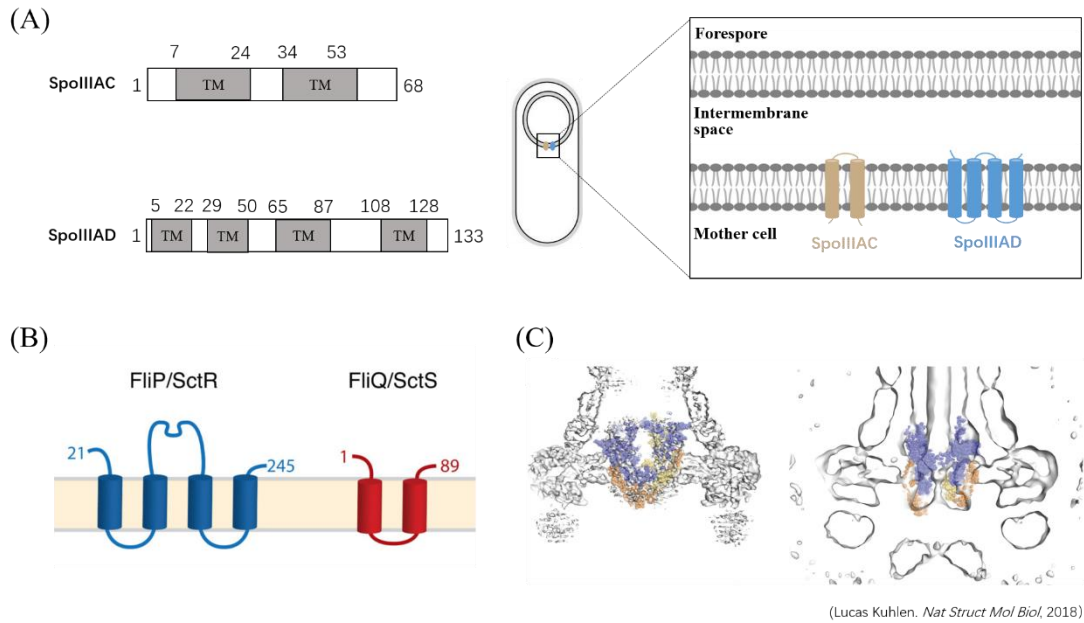 (A)
7 24 34 53
SpoIIIAC 1 TM TM 68
5 22 29 50 65 87 108 128
SpoIIIAD 1 TM TM TM TM 133
Forespore
Intermembrane
space
Mother cell
SpoIIIAC SpoIIIAD
(B)
FliP/SctR FliQ/SctS
21 245 1 89
(C)
(Lucas Kuhlen. Nat Struct Mol Biol, 2018)